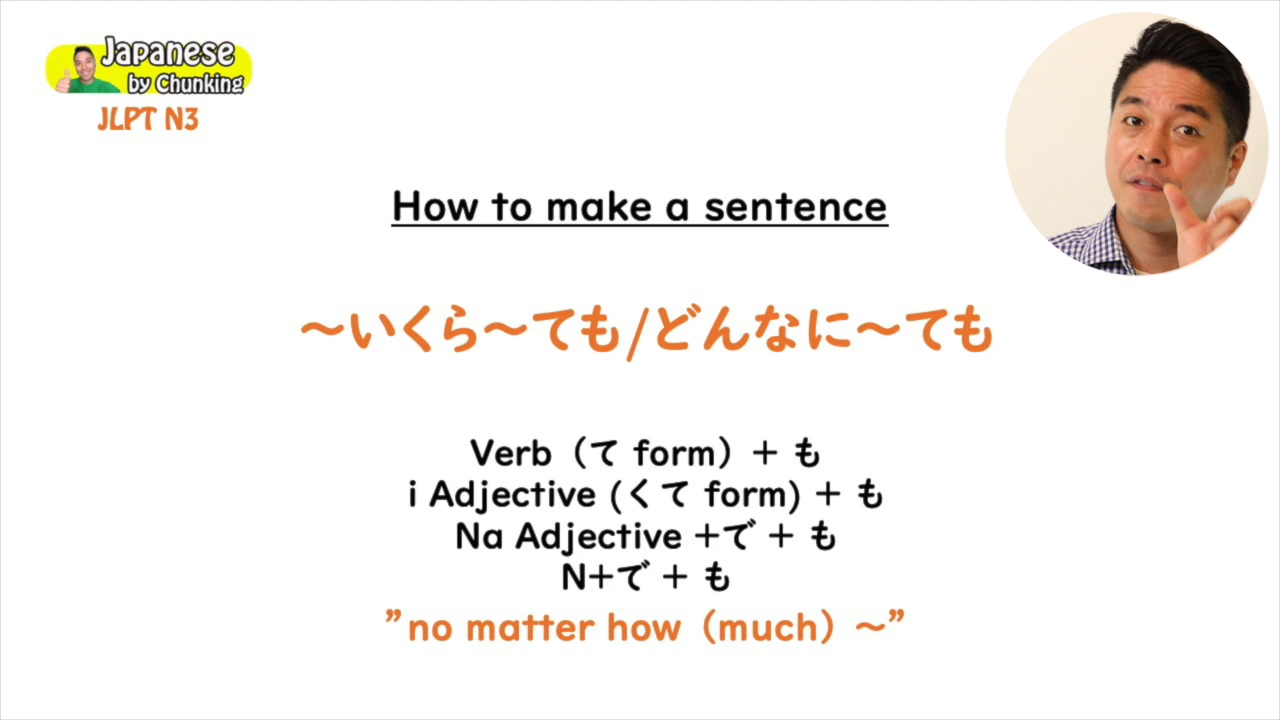 Japanese
by Chunking
JLPT N3
How to make a sentence
〜いくら〜ても/どんなに〜ても
Verb（て form）+ も
i Adjective (くて form) + も
Na Adjective +で + も
N+で + も
”no matter how（much）〜”